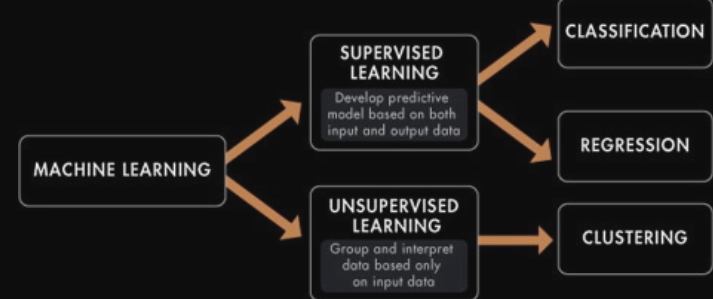 MACHINE LEARNING
SUPERVISED
LEARNING
Develop predictive
model based on both
input and output data
UNSUPERVISED
LEARNING
Group and interpret
data based only
on input data
CLASSIFICATION
REGRESSION
CLUSTERING